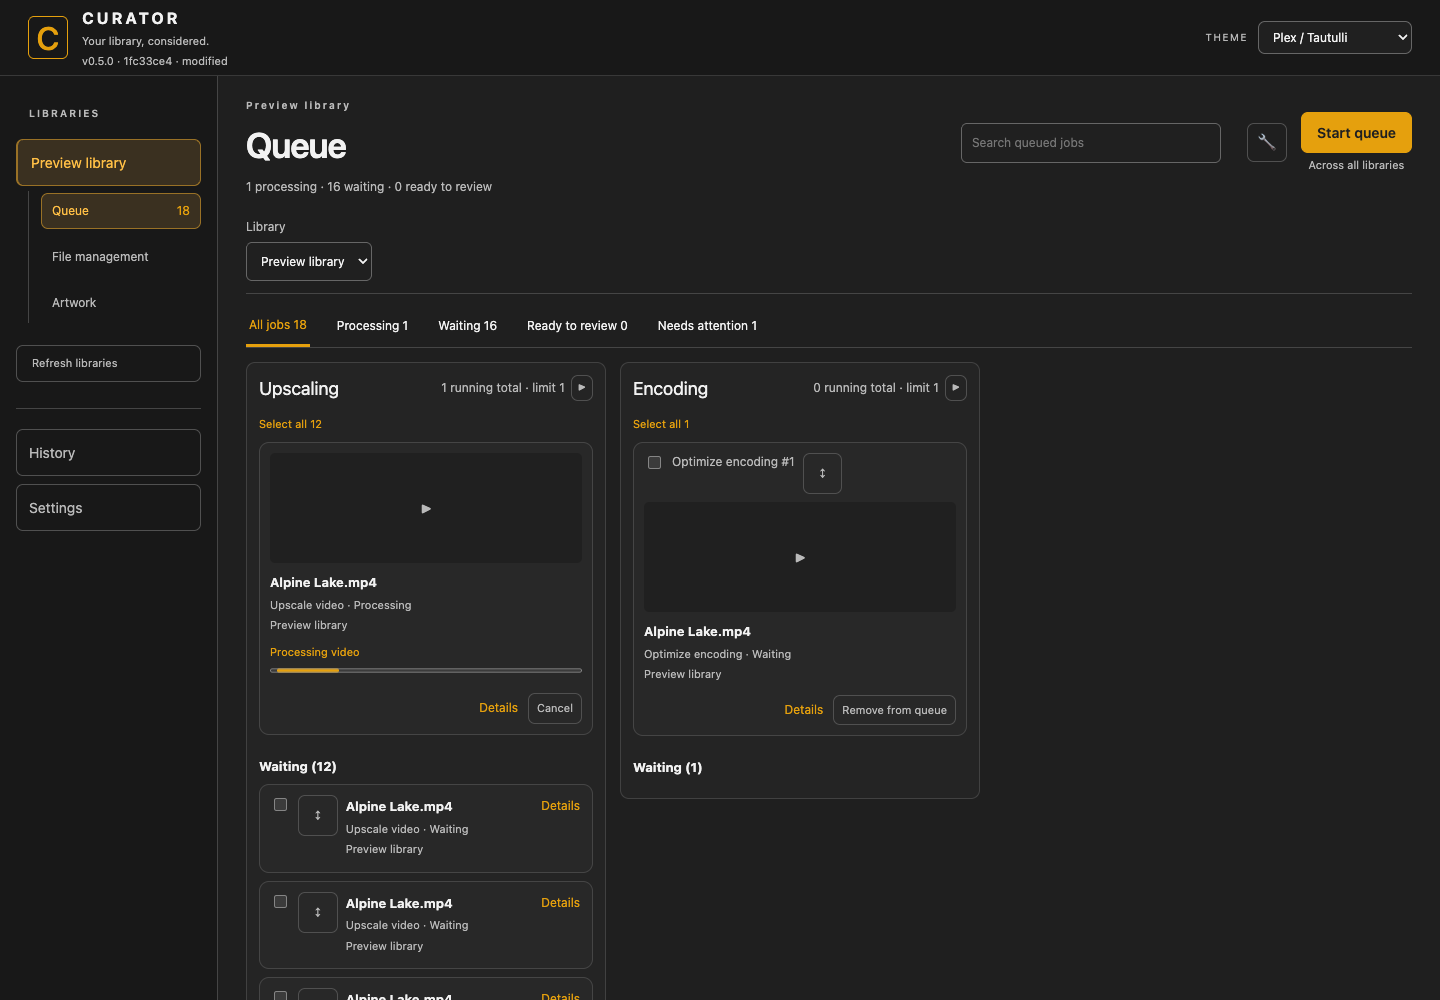 C
CURATOR
Your library, considered.
v0.5.0 · 1fc33ce4 · modified
THEME
Plex / Tautulli
LIBRARIES
Preview library
Queue 18
File management
Artwork
Refresh libraries
History
Settings
Preview library
Queue
1 processing · 16 waiting · 0 ready to review
Search queued jobs
Start queue
Across all libraries
Library
Preview library
All jobs 18
Processing 1
Waiting 16
Ready to review 0
Needs attention 1
Upscaling
1 running total · limit 1
Select all 12
Alpine Lake.mp4
Upscale video · Processing
Preview library
Processing video
Details
Cancel
Waiting (12)
Alpine Lake.mp4
Details
Upscale video · Waiting
Preview library
Alpine Lake.mp4
Details
Upscale video · Waiting
Preview library
Alpine Lake.mp4
Details
Encoding
0 running total · limit 1
Select all 1
Optimize encoding #1
Alpine Lake.mp4
Optimize encoding · Waiting
Preview library
Details
Remove from queue
Waiting (1)